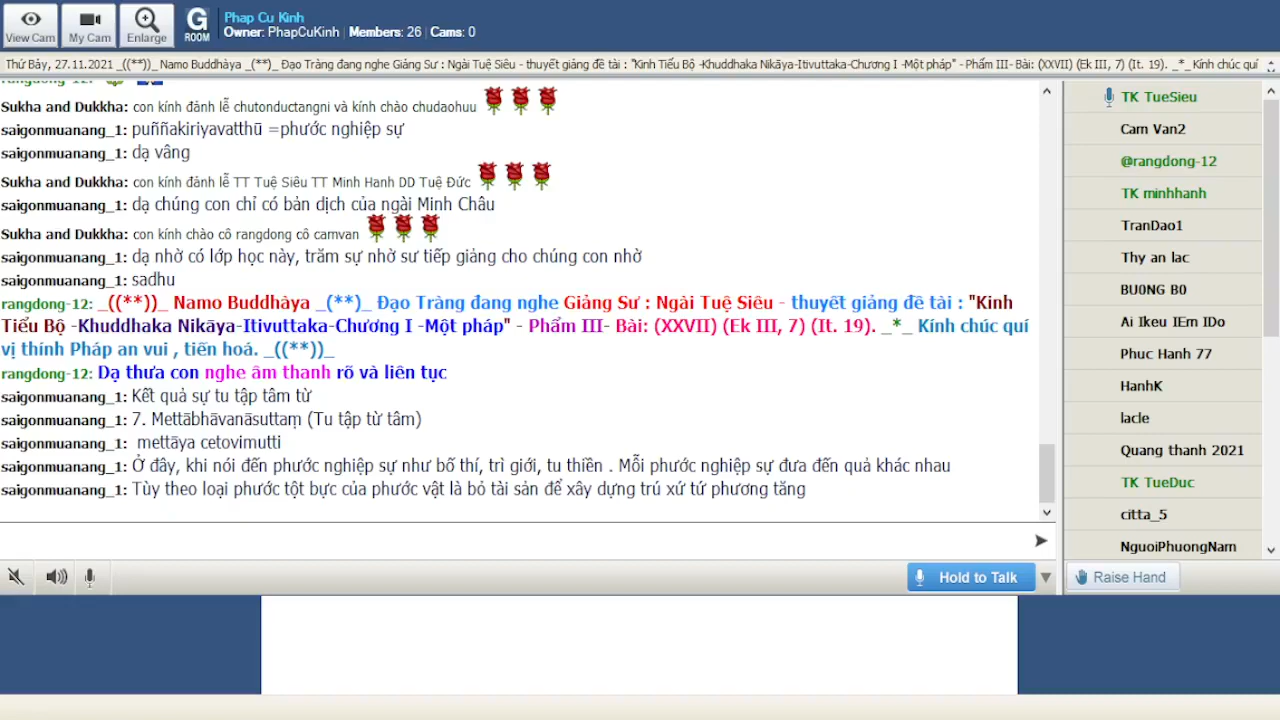 View Cam
My Cam
Enlarge
G
ROOM
Phap Cu Kinh
Owner: PhapCuKinh | Members: 26 | Cams: 0
Thứ Bảy, 27.11.2021 _((**))_ Namo Buddhàya _(**)_ Đạo Tràng đang nghe Giảng Sư : Ngài Tuệ Siêu - thuyết giảng đề tài : "Kinh Tiểu Bộ -Khuddhaka Nikāya-Itivuttaka-Chương I -Một pháp" - Phẩm III- Bài: (XXVII) (Ek III, 7) (It. 19). _*_ Kính chúc quí
rangdong-12:
Sukha and Dukkha: con kính đảnh lễ chutonductangni và kính chào chudaohuu
saigonmuanang_1: puññakiriyavatthū =phước nghiệp sự
saigonmuanang_1: dạ vâng
Sukha and Dukkha: con kính đảnh lễ TT Tuệ Siêu TT Minh Hanh DD Tuệ Đức
saigonmuanang_1: dạ chúng con chỉ có bản dịch của ngài Minh Châu
Sukha and Dukkha: con kính chào cô rangdong cô camvan
saigonmuanang_1: dạ nhờ có lớp học này, trăm sự nhờ sư tiếp giảng cho chúng con nhờ
saigonmuanang_1: sadhu
rangdong-12: _((**))_ Namo Buddhàya _(**)_ Đạo Tràng đang nghe Giảng Sư : Ngài Tuệ Siêu - thuyết giảng đề tài : "Kinh
Tiểu Bộ -Khuddhaka Nikāya-Itivuttaka-Chương I -Một pháp" - Phẩm III- Bài: (XXVII) (Ek III, 7) (It. 19). _*_ Kính chúc quí
vị thính Pháp an vui , tiến hoá. _((**))_
rangdong-12: Dạ thưa con nghe âm thanh rõ và liên tục
saigonmuanang_1: Kết quả sự tu tập tâm từ
saigonmuanang_1: 7. Mettābhāvanāsuttaṃ (Tu tập từ tâm)
saigonmuanang_1: mettāya cetovimutti
saigonmuanang_1: Ở đây, khi nói đến phước nghiệp sự như bố thí, trì giới, tu thiền . Mỗi phước nghiệp sự đưa đến quả khác nhau
saigonmuanang_1: Tùy theo loại phước tột bực của phước vật là bỏ tài sản để xây dựng trú xứ tứ phương tăng
TK TueSieu
Cam Van2
@rangdong-12
TK minhhanh
TranDao1
Thy an lac
BU0NG B0
Ai Ikeu IEm IDo
Phuc Hanh 77
HanhK
lacle
Quang thanh 2021
TK TueDuc
citta_5
NguoiPhuongNam
Hold to Talk
Raise Hand